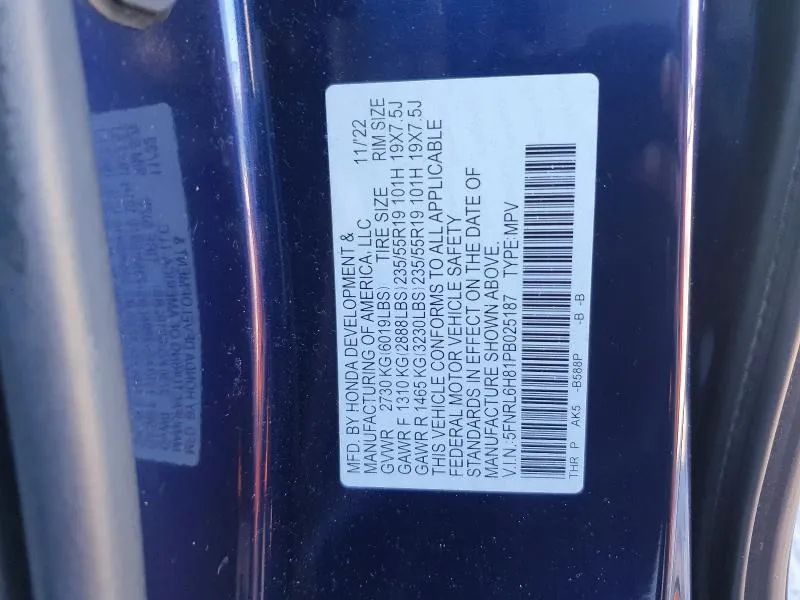 MFD. BY HONDA DEVELOPMENT &
MANUFACTURING OF AMERICA, LLC 11/22
GVWR 2730 KG(6019LBS) TIRE SIZE RIM SIZE
GAWR F 1310 KG(2888LBS)235/55R19 101H 19X7.5J
GAWR R 1465 KG(3230LBS)235/55R19 101H 19X7.5J
THIS VEHICLE CONFORMS TO ALL APPLICABLE
FEDERAL MOTOR VEHICLE SAFETY
STANDARDS IN EFFECT ON THE DATE OF
MANUFACTURE SHOWN ABOVE.
V.I.N.:5FNRL6H81PB025187 TYPE:MPV
THR P AK5 -B588P -B -B